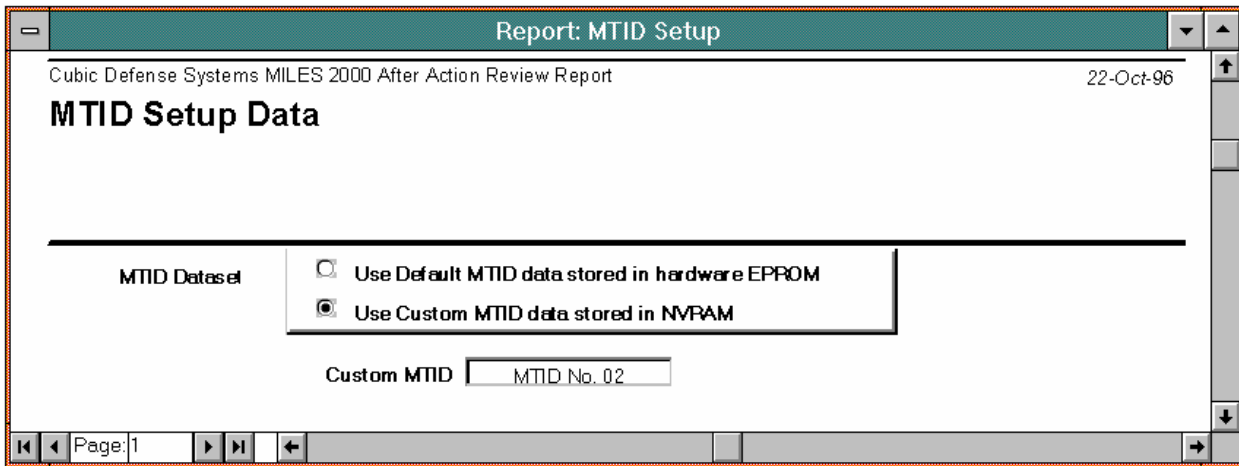 Report: MTID Setup
Cubic Defense Systems MILES 2000 After Action Review Report 22-Oct-96
MTID Setup Data
MTID Dataset
Use Default MTID data stored in hardware EPROM
Use Custom MTID data stored in NVRAM
Custom MTID MTID No. 02
Page: 1